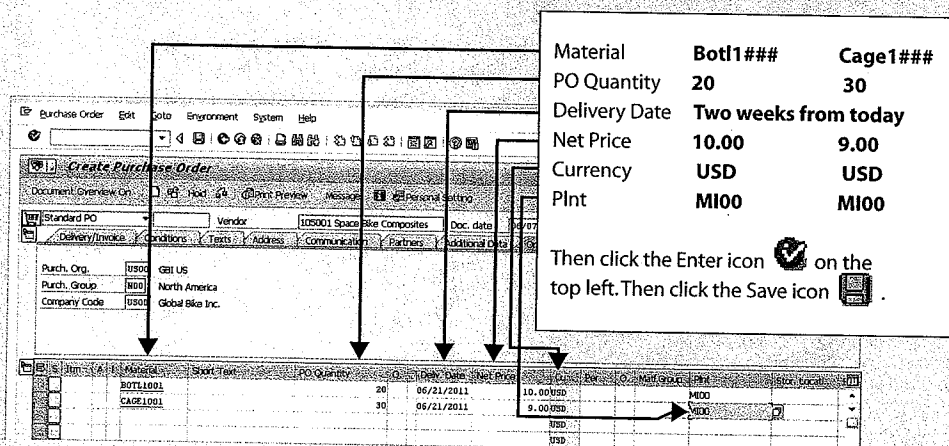 Material Botl1### Cage1###
PO Quantity 20 30
Delivery Date Two weeks from today
Net Price 10.00 9.00
Currency USD USD
Plnt MI00 MI00
Then click the Enter icon on the
top left. Then click the Save icon .
Purchase Order Edit Goto Environment System Help
Create Purchase Order
Document Overview On Hold Print Preview Messages Personal Setting
Standard PO Vendor 105001 Space Bike Composites Doc. date
Delivery/Invoice Conditions Texts Address Communication Partners Additional Data
Purch. Org. US00 GBI US
Purch. Group N00 North America
Company Code US00 Global Bike Inc.
S Itm A I Material Short Text PO Quantity O Deliv. Date Net Price Per O Matl Group Plnt Stor. Locati
BOTL1001 20 06/21/2011 10.00 USD MI00
CAGE1001 30 06/21/2011 9.00 USD MI00
USD
USD